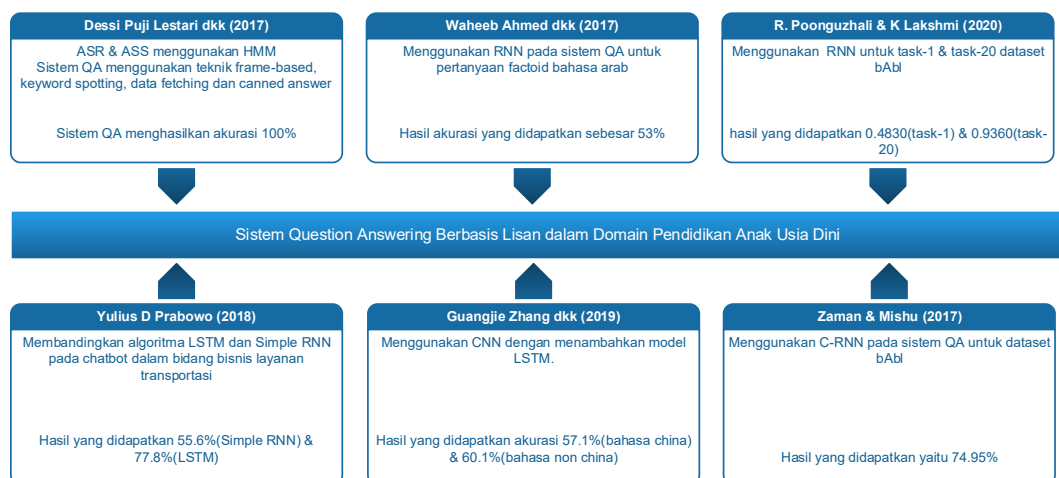 Dessi Puji Lestari dkk (2017)
ASR & ASS menggunakan HMM
Sistem QA menggunakan teknik frame-based,
keyword spotting, data fetching dan canned answer
Sistem QA menghasilkan akurasi 100%
Waheeb Ahmed dkk (2017)
Menggunakan RNN pada sistem QA untuk
pertanyaan factoid bahasa arab
Hasil akurasi yang didapatkan sebesar 53%
R. Poonguzhali & K Lakshmi (2020)
Menggunakan RNN untuk task-1 & task-20 dataset
bAbI
hasil yang didapatkan 0.4830(task-1) & 0.9360(task-
20)
Sistem Question Answering Berbasis Lisan dalam Domain Pendidikan Anak Usia Dini
Yulius D Prabowo (2018)
Membandingkan algoritma LSTM dan Simple RNN
pada chatbot dalam bidang bisnis layanan
transportasi
Hasil yang didapatkan 55.6%(Simple RNN) &
77.8%(LSTM)
Guangjie Zhang dkk (2019)
Menggunakan CNN dengan menambahkan model
LSTM.
Hasil yang didapatkan akurasi 57.1%(bahasa china)
& 60.1%(bahasa non china)
Zaman & Mishu (2017)
Menggunakan C-RNN pada sistem QA untuk dataset
bAbI
Hasil yang didapatkan yaitu 74.95%